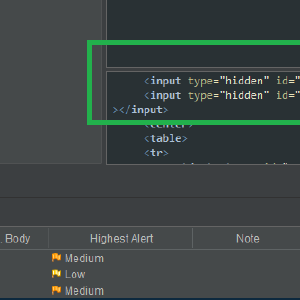 <input type="hidden" id="
<input type="hidden" id="
></input>
<center>
<table>
<tr>
. Body Highest Alert Note
Medium
Low
Medium